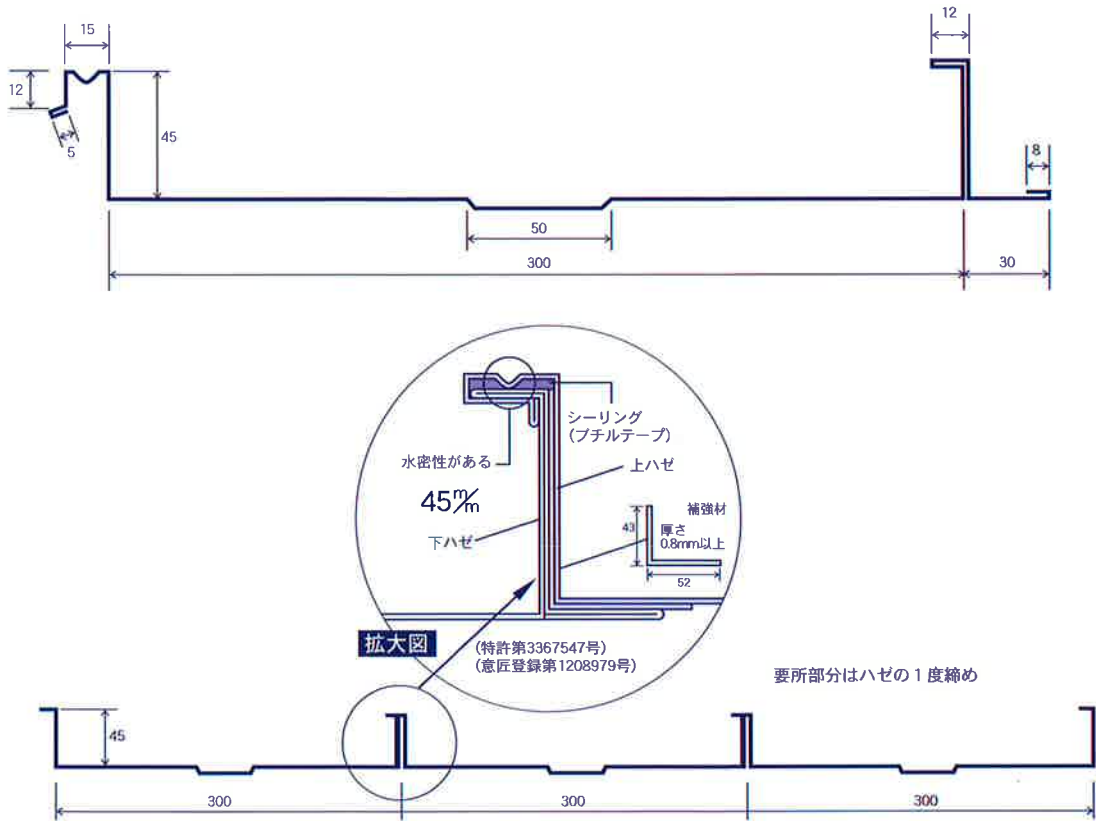 15
12
12
45
5
8
50
300
30
シーリング
(ブチルテープ)
水密性がある
上ハゼ
45m/m
補強材
43
厚さ
0.8mm以上
下ハゼ
52
拡大図
(特許第3367547号)
(意匠登録第1208979号)
要所部分はハゼの1度締め
45
300
300
300